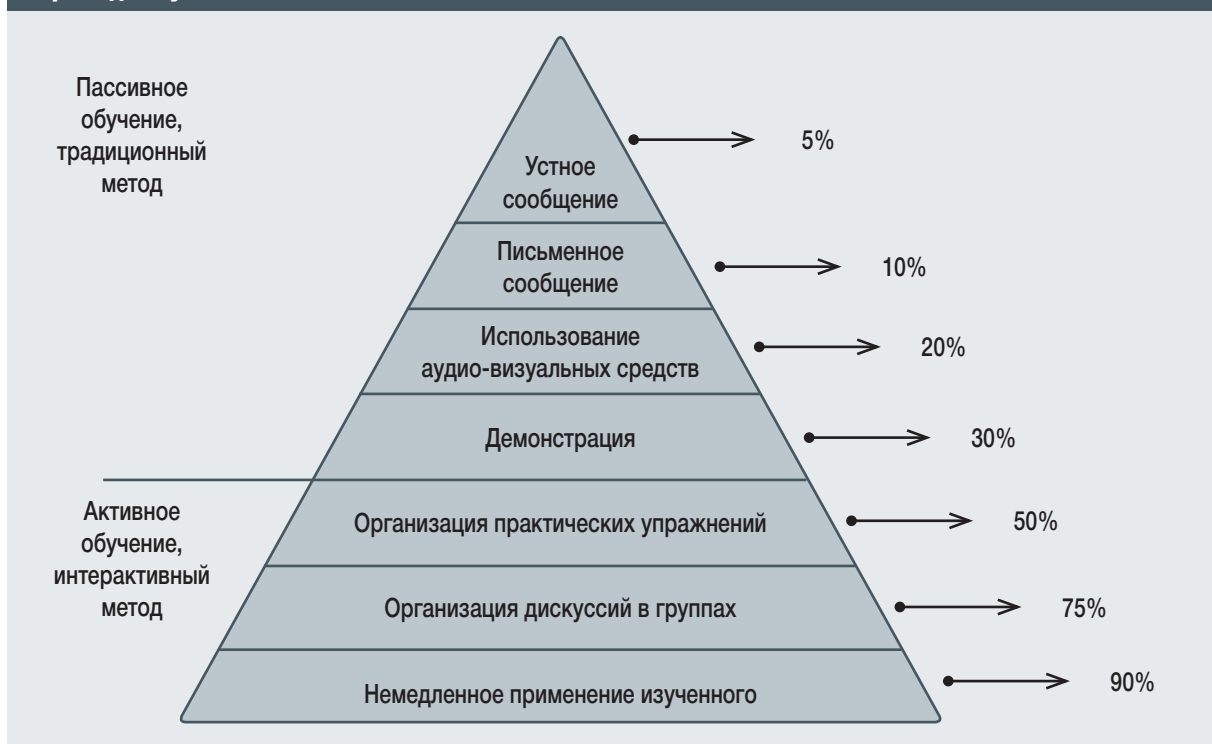 Пассивное
обучение,
традиционный
метод
Устное
сообщение
5%
Письменное
сообщение
10%
Использование
аудио-визуальных средств
20%
Демонстрация
30%
Активное
обучение,
интерактивный
метод
Организация практических упражнений
50%
Организация дискуссий в группах
75%
Немедленное применение изученного
90%